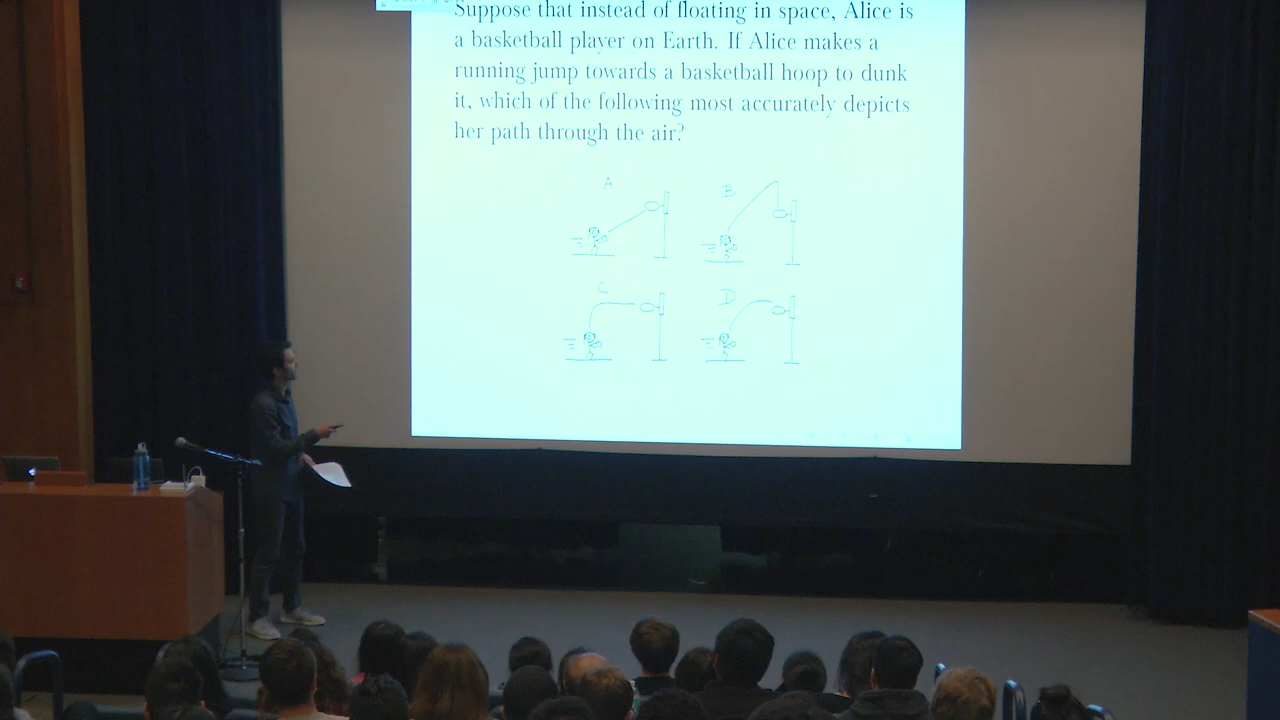 Suppose that instead of floating in space, Alice is
a basketball player on Earth. If Alice makes a
running jump towards a basketball hoop to dunk
it, which of the following most accurately depicts
her path through the air?
A
B
C
D